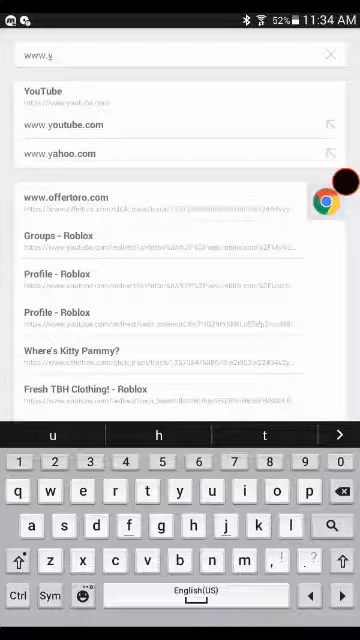 52% 11:34 AM
www.y
YouTube
https://www.youtube.com
www.youtube.com
www.yahoo.com
www.offertoro.com
Groups - Roblox
Profile - Roblox
Profile - Roblox
Where's Kitty Pammy?
Fresh TBH Clothing! - Roblox
u h t >
1 2 3 4 5 6 7 8 9 0
q w e r t y u i o p
a s d f g h j k l
z x c v b n m , ! . ?
Ctrl Sym English(US)